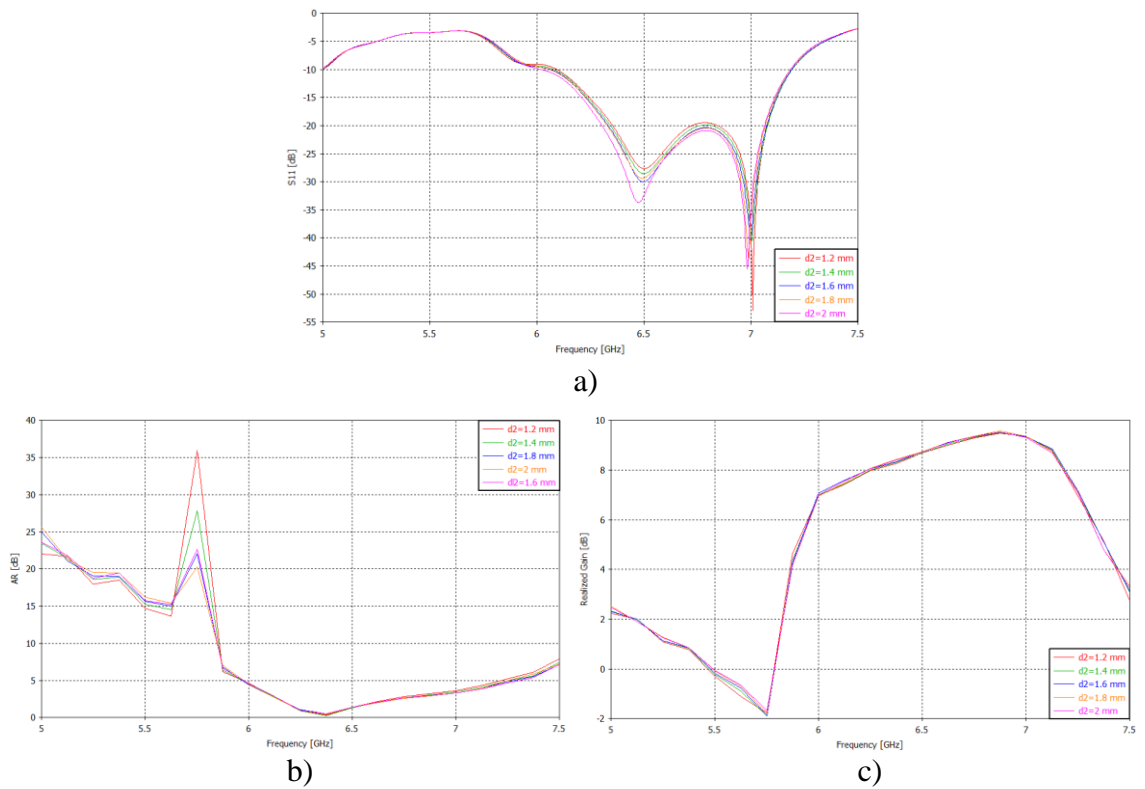 0
-5
-10
-15
-20
-25
-30
-35
-40
-45
-50
-55
S11 [dB]
d2=1.2 mm
d2=1.4 mm
d2=1.6 mm
d2=1.8 mm
d2=2 mm
5 5.5 6 6.5 7 7.5
Frequency [GHz]
a)
40
35
30
25
20
15
10
5
0
AR [dB]
d2=1.2 mm
d2=1.4 mm
d2=1.8 mm
d2=2 mm
d2=1.6 mm
5 5.5 6 6.5 7 7.5
Frequency [GHz]
b)
10
8
6
4
2
0
-2
Realized Gain [dB]
d2=1.2 mm
d2=1.4 mm
d2=1.6 mm
d2=1.8 mm
d2=2 mm
5 5.5 6 6.5 7 7.5
Frequency [GHz]
c)